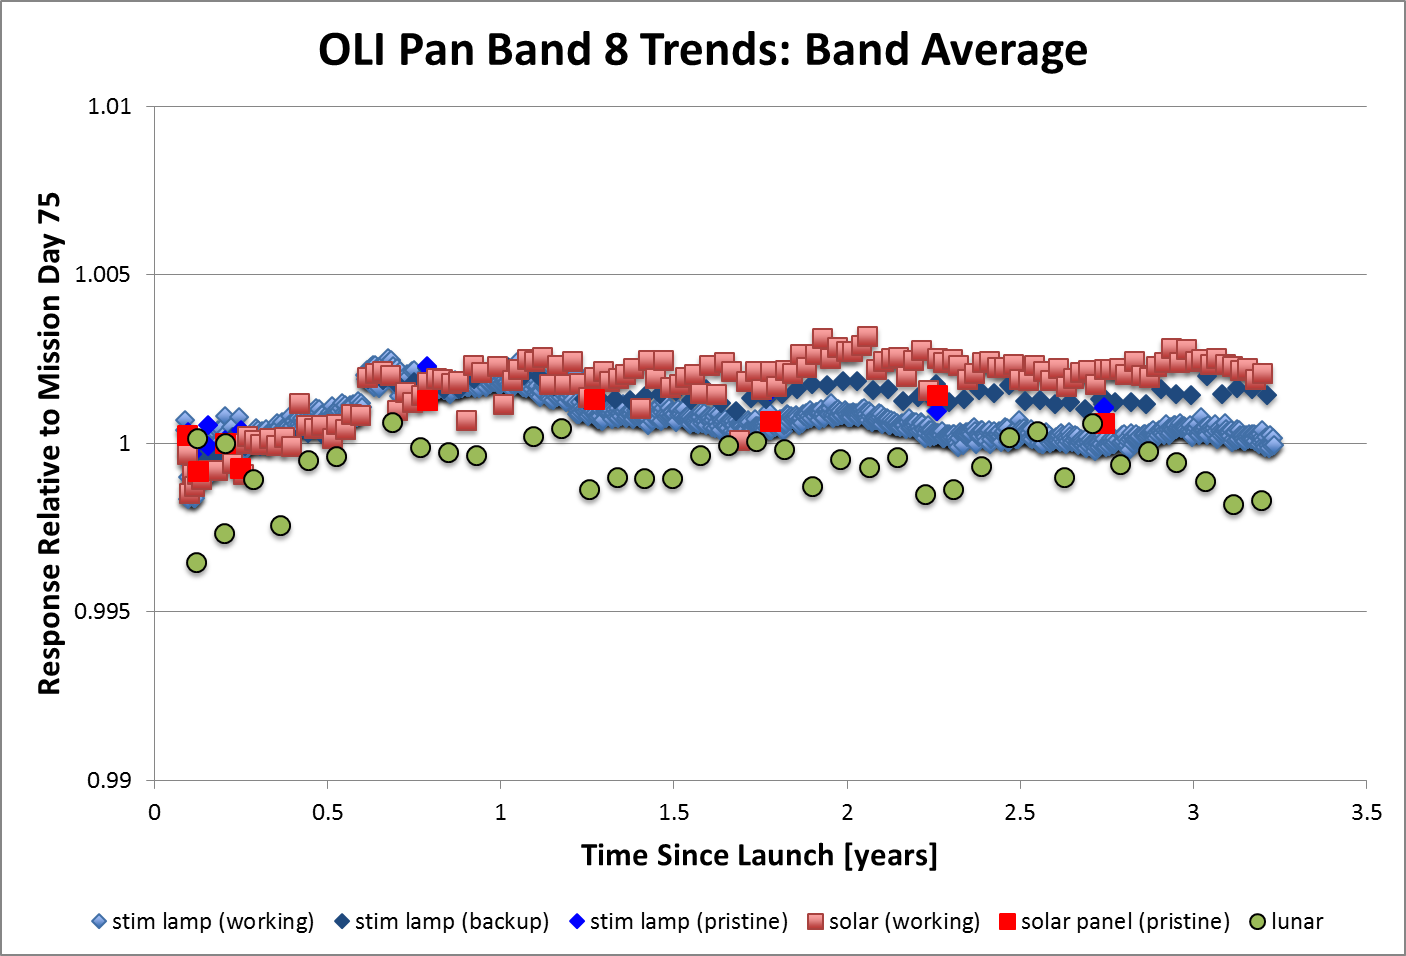 OLI Pan Band 8 Trends: Band Average
Response Relative to Mission Day 75
1.01
1.005
1
0.995
0.99
0
0.5
1
1.5
2
2.5
3
3.5
Time Since Launch [years]
stim lamp (working)
stim lamp (backup)
stim lamp (pristine)
solar (working)
solar panel (pristine)
lunar